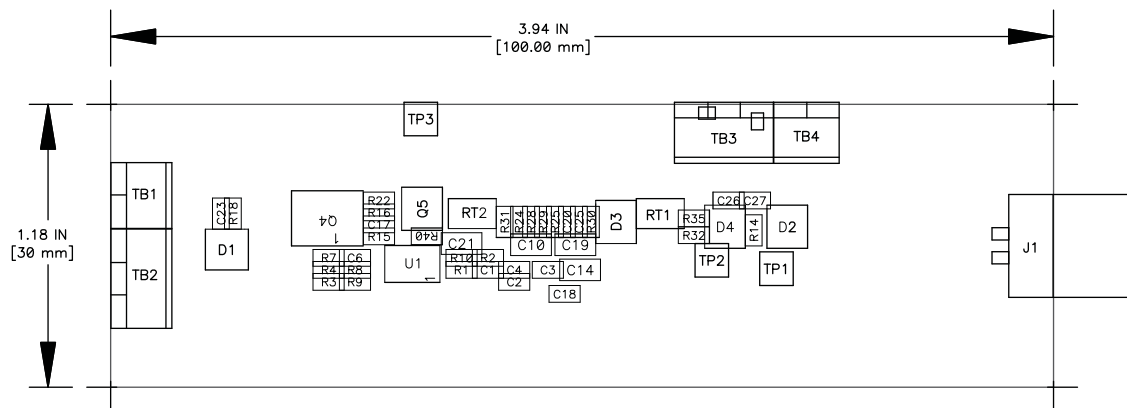 3.94 IN
[100.00 mm]
1.18 IN
[30 mm]
TP3
TB3
TB4
TB1
TB2
C23
R18
D1
Q4
1
R22
R16
C17
R15
Q5
R40
RT2
R31
R24
R28
R29
R25
C20
C25
R30
D3
RT1
R35
R32
C26
C27
D4
R14
D2
TP2
TP1
J1
R7
C6
R4
R8
R3
R9
U1
1
C21
R10
R2
R1
C1
C4
C2
C10
C19
C3
C14
C18